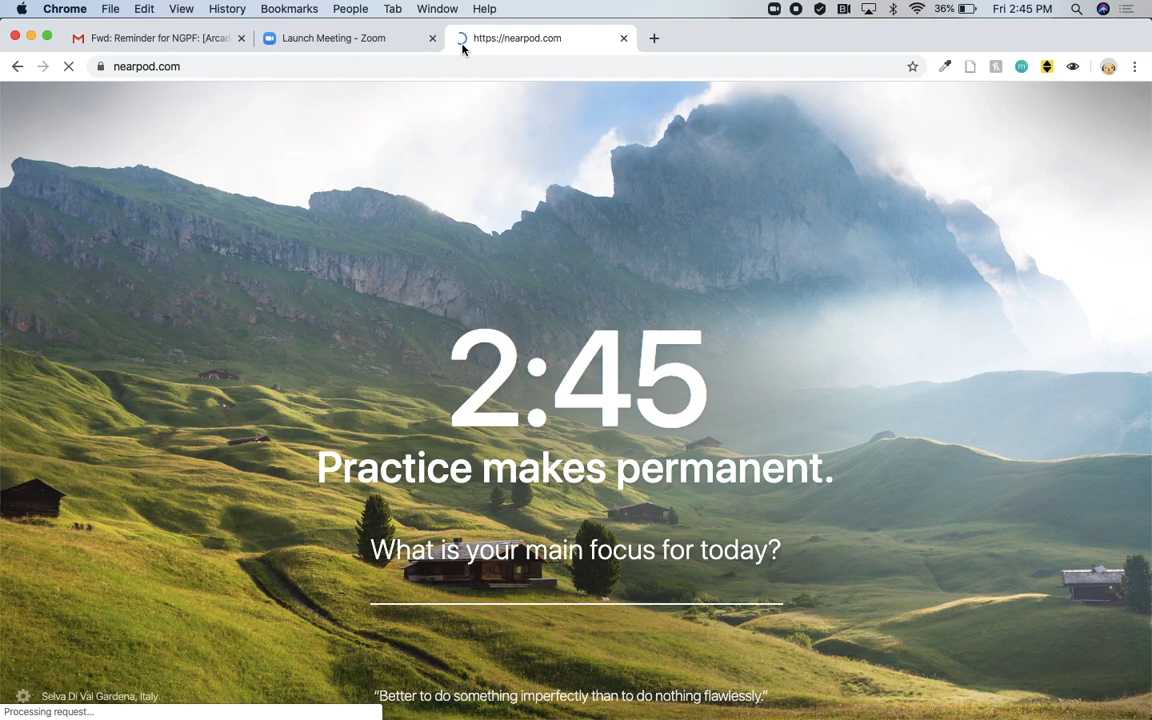 Chrome File Edit View History Bookmarks People Tab Window Help 36% Fri 2:45 PM
Fwd: Reminder for NGPF: [Arcad Launch Meeting - Zoom https://nearpod.com
nearpod.com
2:45
Practice makes permanent.
What is your main focus for today?
Selva Di Val Gardena, Italy
“Better to do something imperfectly than to do nothing flawlessly.”
Processing request...